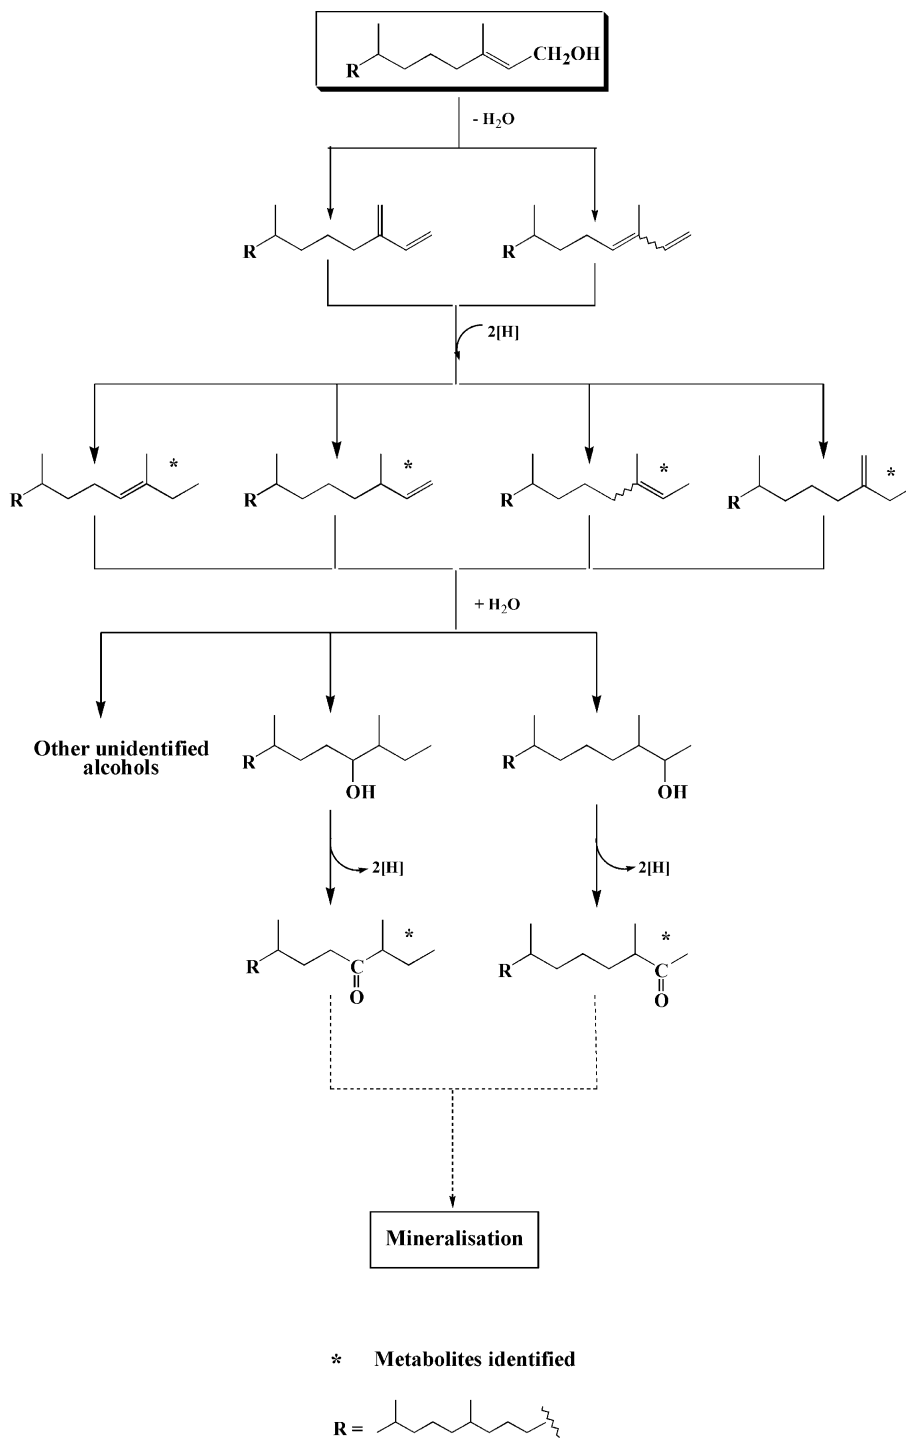 R
CH₂OH
- H₂O
R
R
2[H]
*
*
*
*
R
R
R
R
+ H₂O
Other unidentified
alcohols
R
OH
R
OH
2[H]
2[H]
*
*
R
C
O
R
C
O
Mineralisation
* Metabolites identified
R =